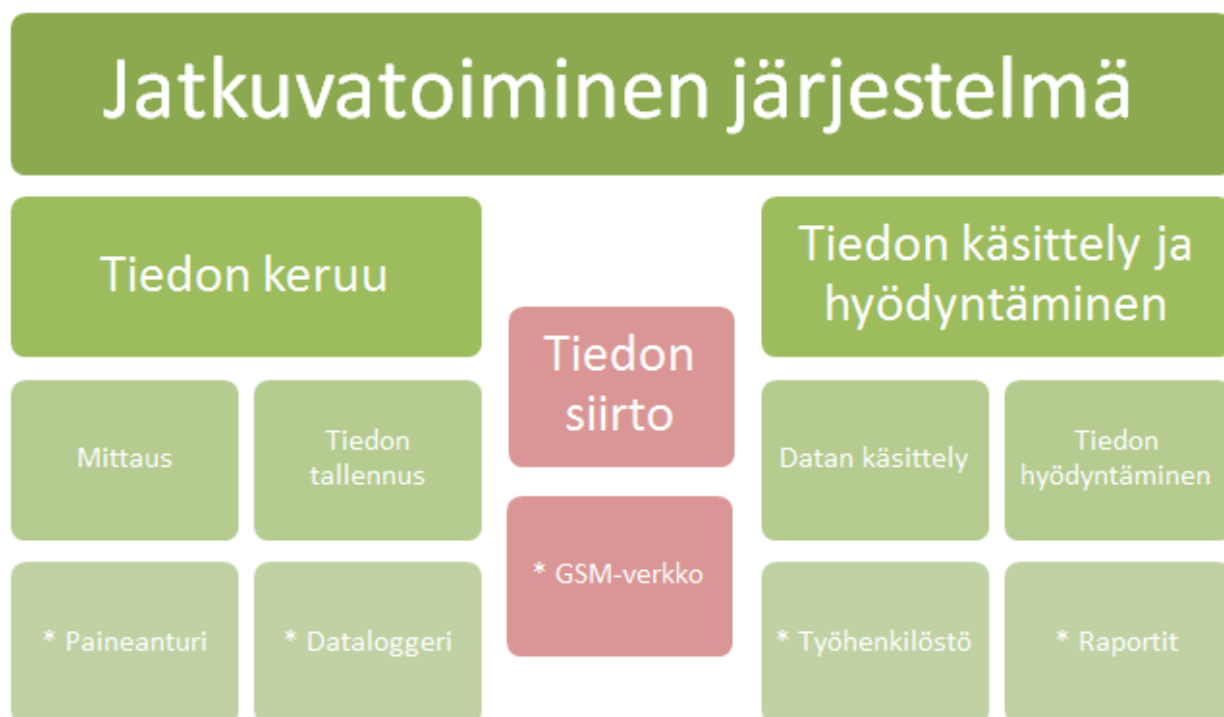 Jatkuvatoiminen järjestelmä
Tiedon keruu
Tiedon käsittely ja
hyödyntäminen
Tiedon
siirto
Mittaus
Tiedon
tallennus
Datan käsittely
Tiedon
hyödyntäminen
* GSM-verkko
* Paineanturi
* Dataloggeri
* Työhenkilöstö
* Raportit